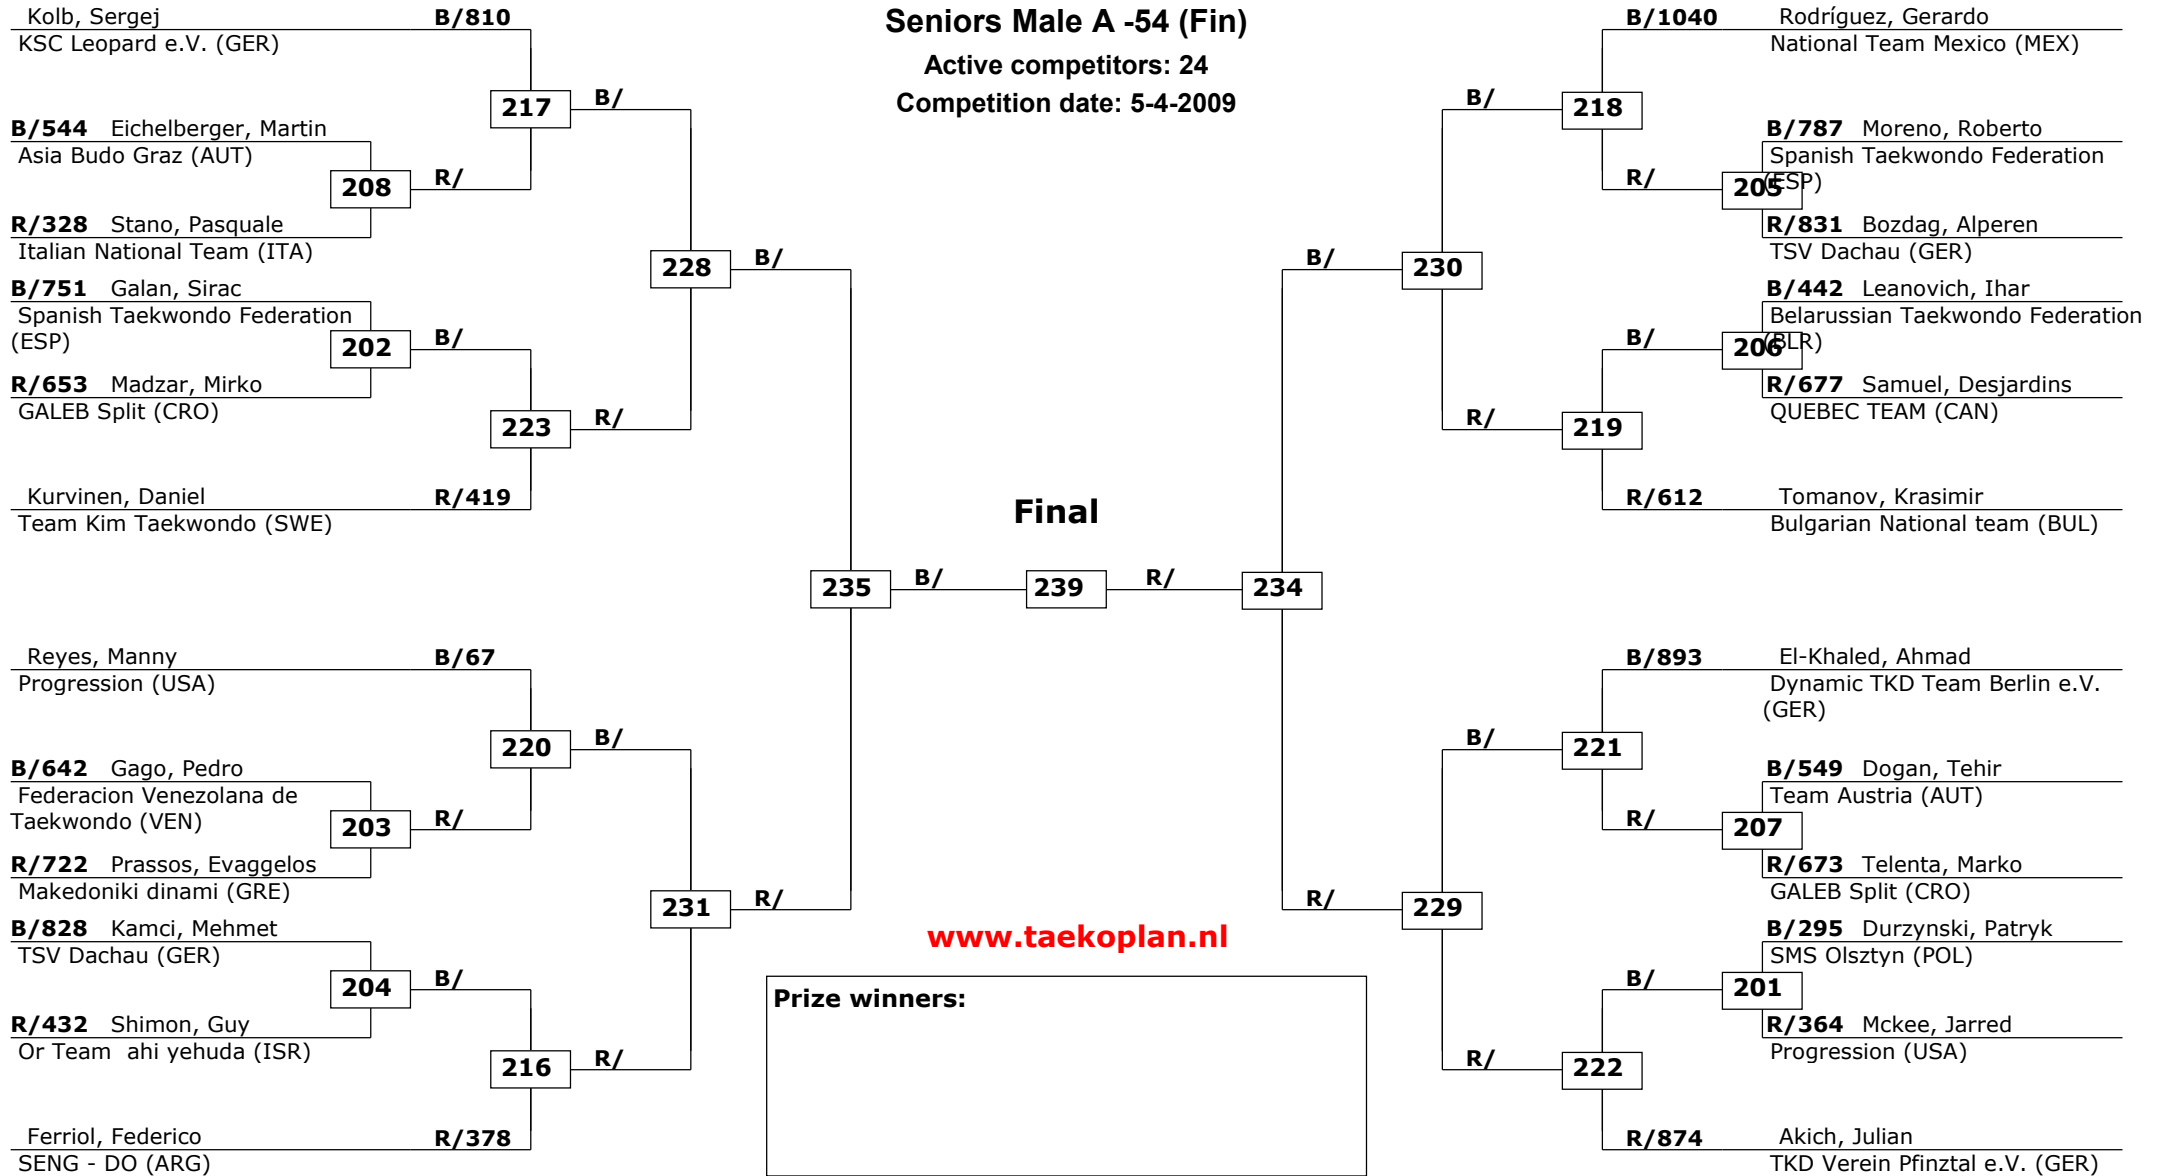 Seniors Male A -54 (Fin)
Active competitors: 24
Competition date: 5-4-2009
Kolb, Sergej B/810
KSC Leopard e.V. (GER)
217 B/
B/544 Eichelberger, Martin
Asia Budo Graz (AUT)
208 R/
R/328 Stano, Pasquale
Italian National Team (ITA)
228 B/
B/751 Galan, Sirac
Spanish Taekwondo Federation
(ESP)
202 B/
R/653 Madzar, Mirko
GALEB Split (CRO)
223 R/
Kurvinen, Daniel R/419
Team Kim Taekwondo (SWE)
Reyes, Manny B/67
Progression (USA)
220 B/
B/642 Gago, Pedro
Federacion Venezolana de
Taekwondo (VEN)
203 R/
R/722 Prassos, Evaggelos
Makedoniki dinami (GRE)
231 R/
B/828 Kamci, Mehmet
TSV Dachau (GER)
204 B/
R/432 Shimon, Guy
Or Team  ahi yehuda (ISR)
216 R/
Ferriol, Federico R/378
SENG - DO (ARG)
Final
235 B/ 239 R/ 234
www.taekoplan.nl
Prize winners:
B/1040 Rodríguez, Gerardo
National Team Mexico (MEX)
B/ 218
B/787 Moreno, Roberto
Spanish Taekwondo Federation
(ESP)
R/ 205
R/831 Bozdag, Alperen
TSV Dachau (GER)
B/ 230
B/442 Leanovich, Ihar
Belarussian Taekwondo Federation
(BLR)
B/ 206
R/677 Samuel, Desjardins
QUEBEC TEAM (CAN)
R/ 219
R/612 Tomanov, Krasimir
Bulgarian National team (BUL)
B/893 El-Khaled, Ahmad
Dynamic TKD Team Berlin e.V.
(GER)
B/ 221
B/549 Dogan, Tehir
Team Austria (AUT)
R/ 207
R/673 Telenta, Marko
GALEB Split (CRO)
R/ 229
B/295 Durzynski, Patryk
SMS Olsztyn (POL)
B/ 201
R/364 Mckee, Jarred
Progression (USA)
R/ 222
R/874 Akich, Julian
TKD Verein Pfinztal e.V. (GER)